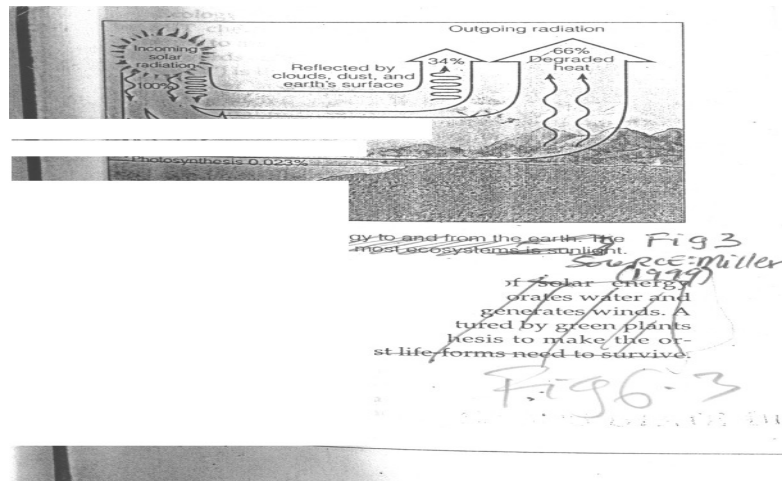 Outgoing radiation
Incoming
solar
radiation
100%
Reflected by
clouds, dust, and
earth's surface
34%
66%
Degraded
heat
Photosynthesis 0.023%
gy to and from the earth. The
most ecosystems is sunlight.
Fig 3
Source: Miller
(1999)
of solar energy
orates water and
generates winds. A
tured by green plants
hesis to make the or-
st life-forms need to survive.
Fig 6.3